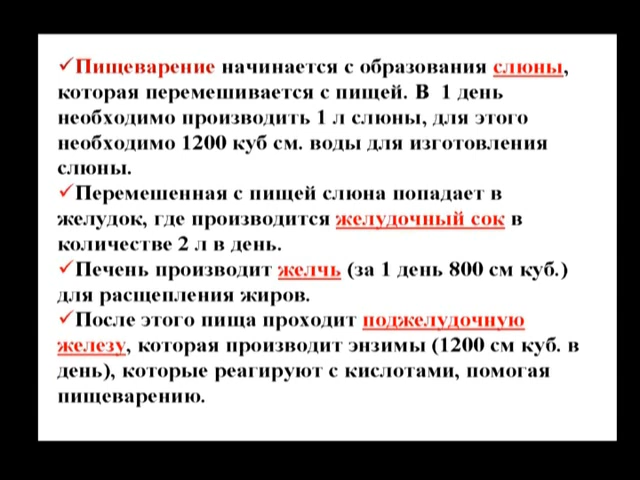 ✓Пищеварение начинается с образования слюны,
которая перемешивается с пищей. В 1 день
необходимо производить 1 л слюны, для этого
необходимо 1200 куб см. воды для изготовления
слюны.
✓Перемешенная с пищей слюна попадает в
желудок, где производится желудочный сок в
количестве 2 л в день.
✓Печень производит желчь (за 1 день 800 см куб.)
для расщепления жиров.
✓После этого пища проходит поджелудочную
железу, которая производит энзимы (1200 см куб. в
день), которые реагируют с кислотами, помогая
пищеварению.